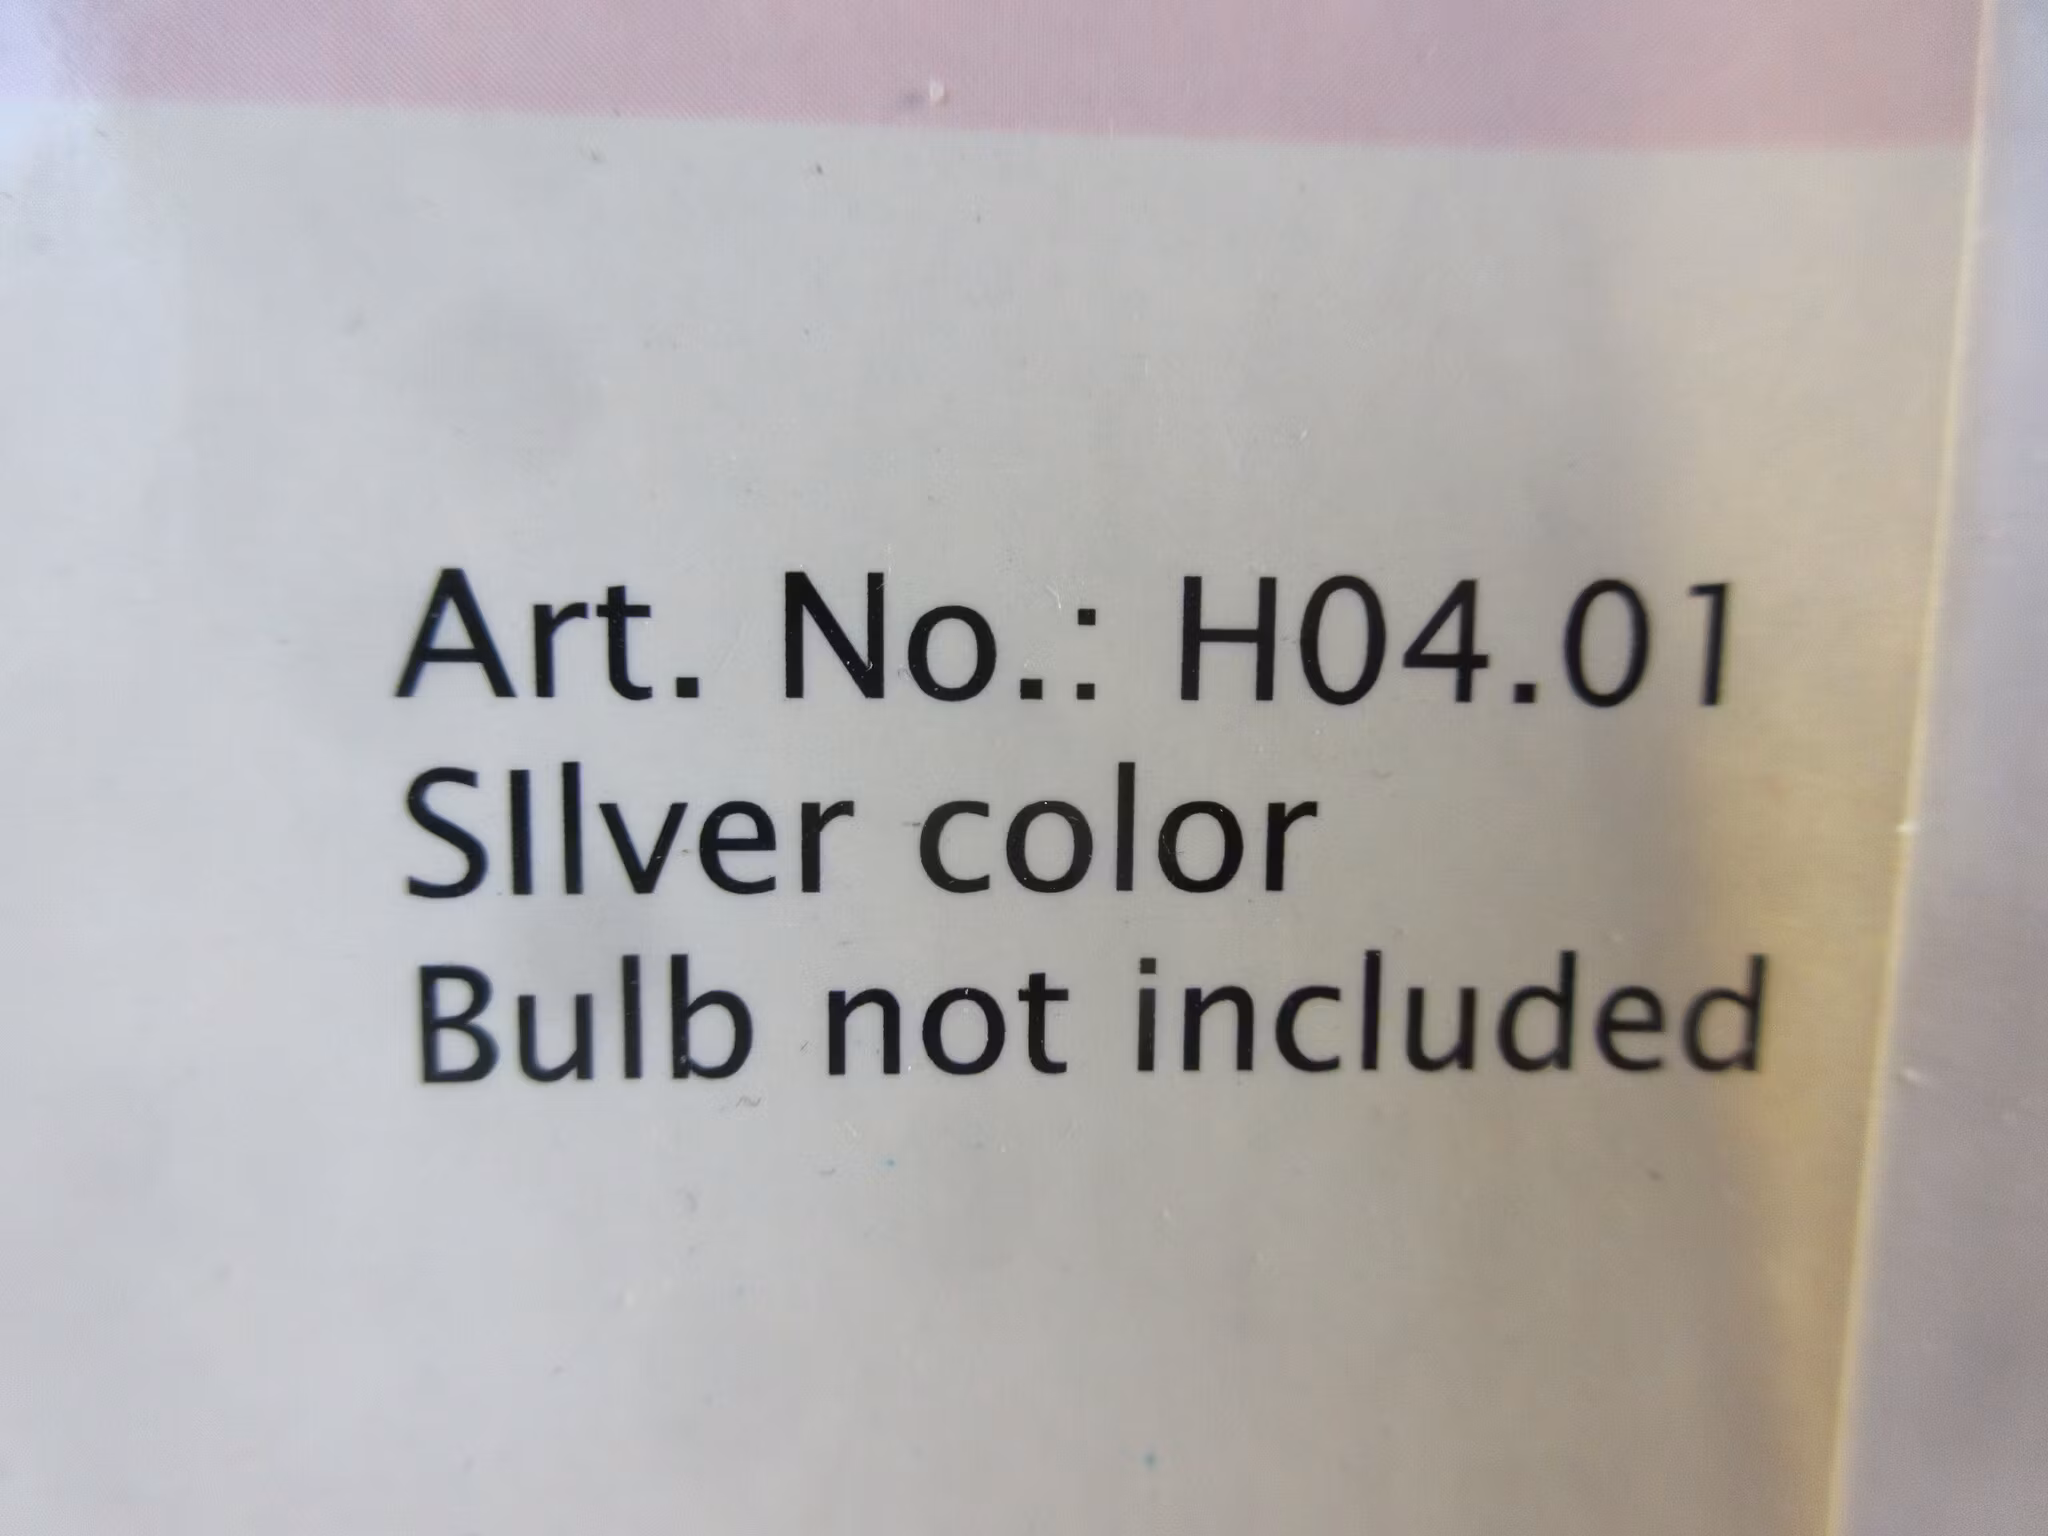 Art. No.: H04.01
SIlver color
Bulb not included